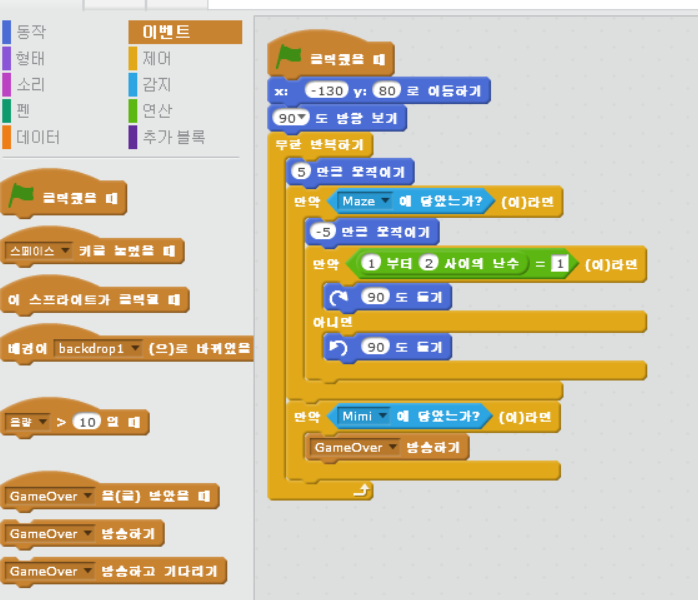 동작
이벤트
형태
제어
소리
감지
펜
연산
데이터
추가 블록
클릭했을 때
스페이스 키를 눌렀을 때
이 스프라이트가 클릭될 때
배경이 backdrop1 (으)로 바뀌었을
음량 > 10 일 때
GameOver 을(를) 받았을 때
GameOver 방송하기
GameOver 방송하고 기다리기
클릭했을 때
x: -130 y: 80 로 이동하기
90 도 방향 보기
무한 반복하기
5 만큼 움직이기
만약 Maze 에 닿았는가? (이)라면
-5 만큼 움직이기
만약 1 부터 2 사이의 난수 = 1 (이)라면
90 도 돌기
아니면
90 도 돌기
만약 Mimi 에 닿았는가? (이)라면
GameOver 방송하기